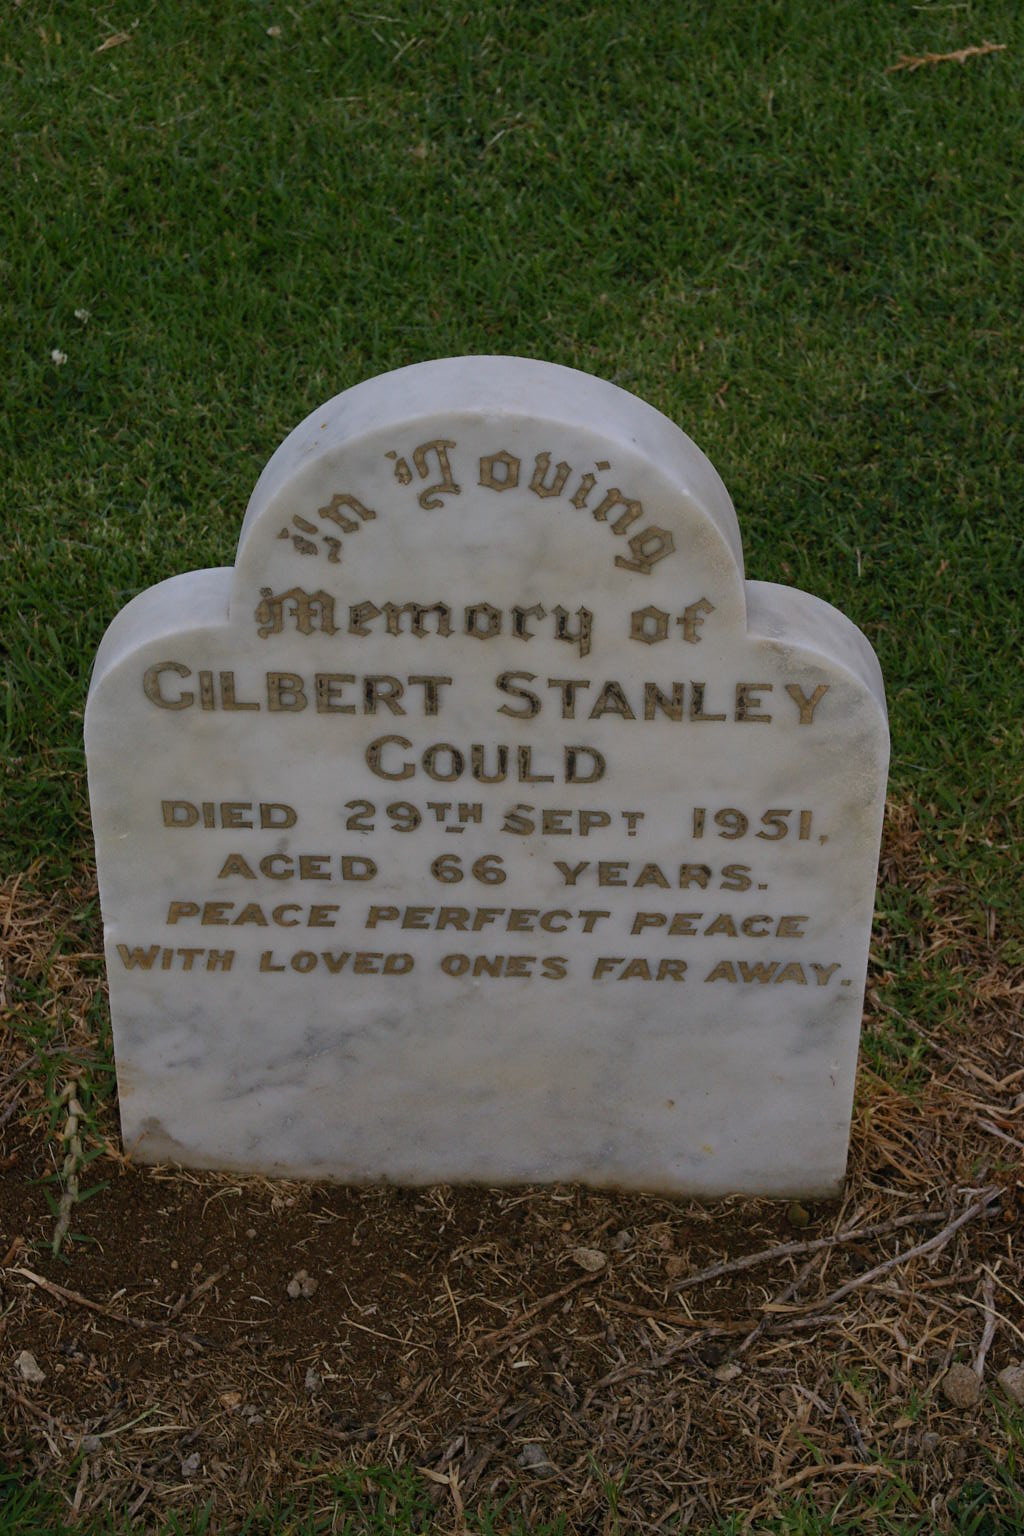 In Loving
Memory of
GILBERT STANLEY
GOULD
DIED 29TH SEPT 1951,
AGED 66 YEARS.
PEACE PERFECT PEACE
WITH LOVED ONES FAR AWAY.